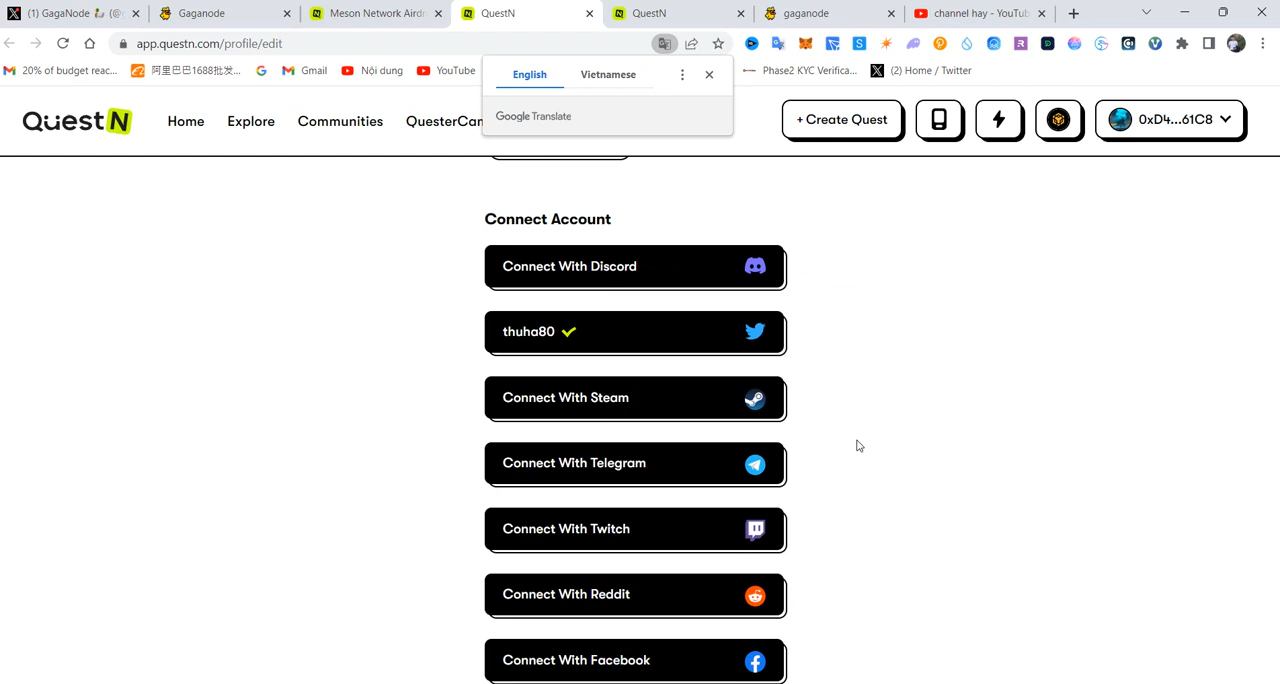 (1) GagaNode
Gaganode
Meson Network Airdr
QuestN
QuestN
gaganode
channel hay - YouTub
app.questn.com/profile/edit
20% of budget reac...
阿里巴巴1688批发...
Gmail
Nội dung
YouTube
Phase2 KYC Verifica...
(2) Home / Twitter
English
Vietnamese
Google Translate
QuestN
Home
Explore
Communities
QuesterCam
+ Create Quest
0xD4...61C8
Connect Account
Connect With Discord
thuha80
Connect With Steam
Connect With Telegram
Connect With Twitch
Connect With Reddit
Connect With Facebook